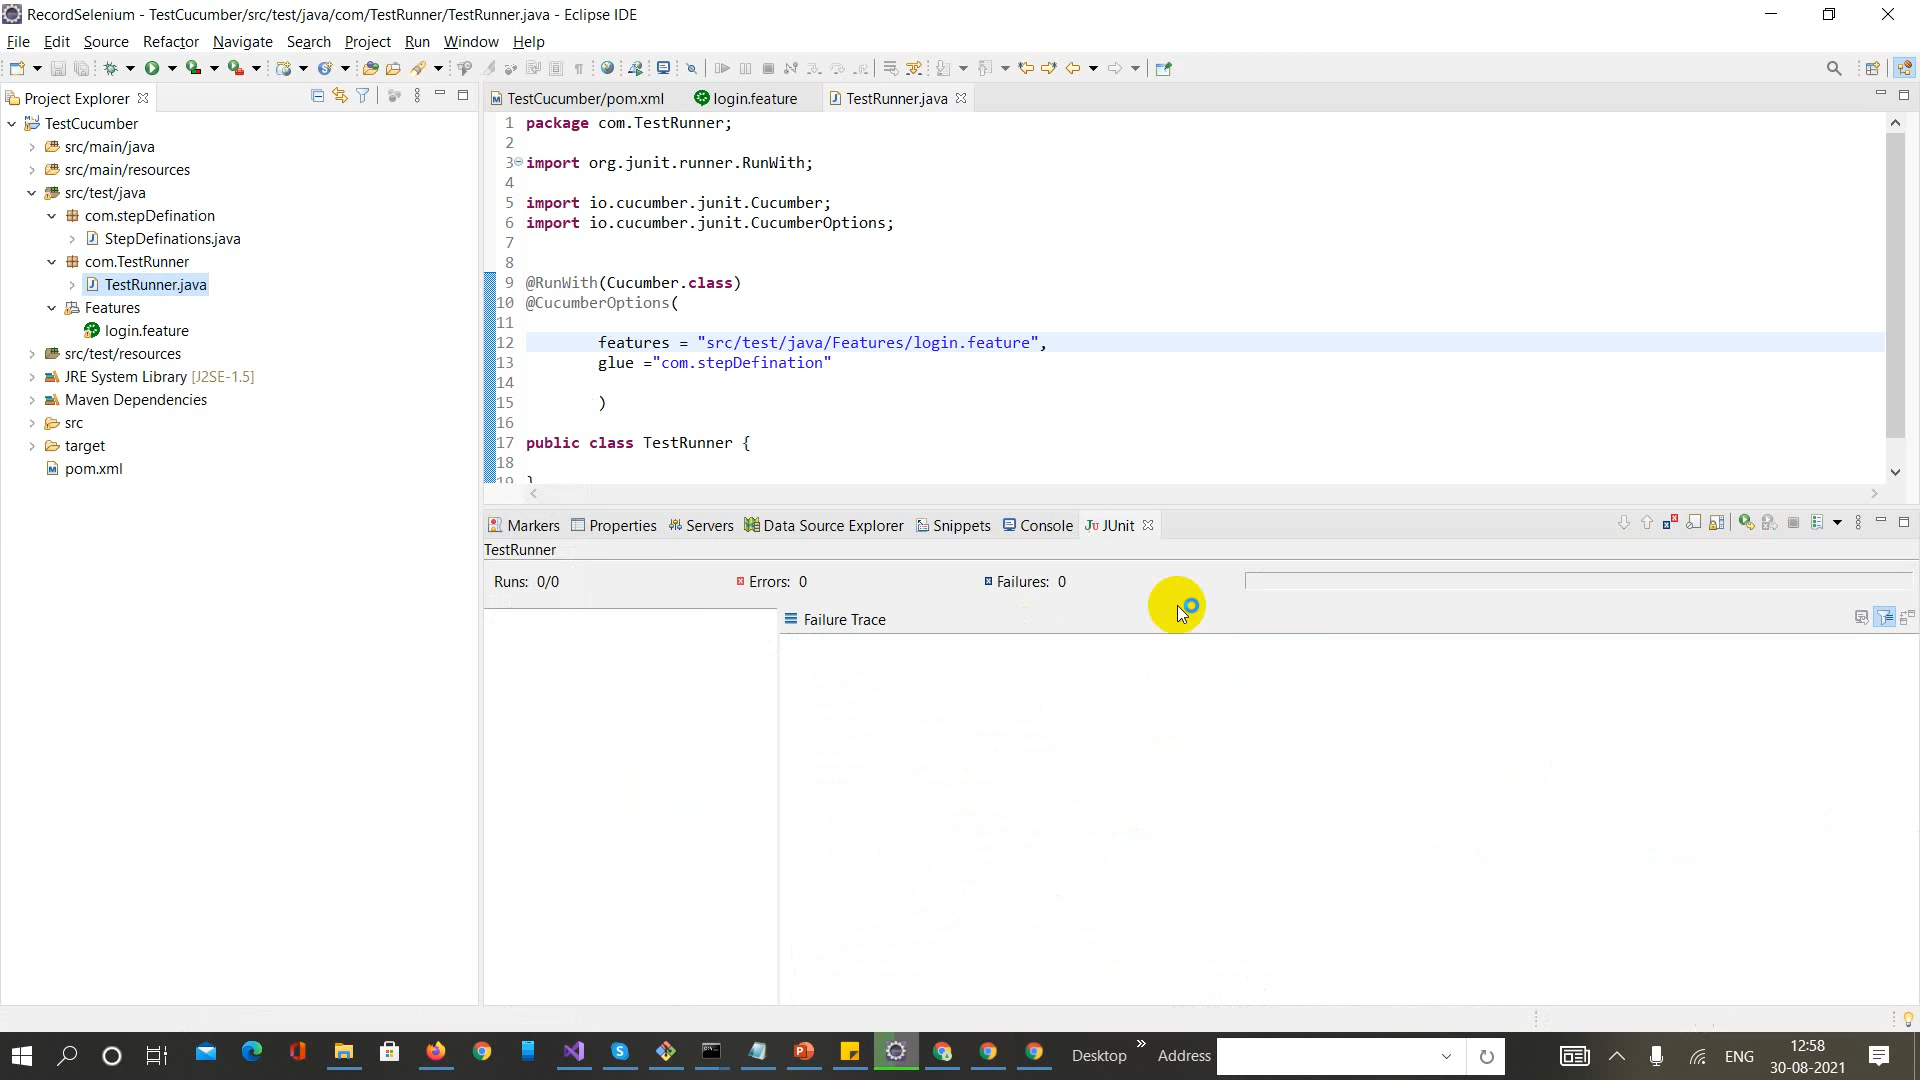 RecordSelenium - TestCucumber/src/test/java/com/TestRunner/TestRunner.java - Eclipse IDE
File Edit Source Refactor Navigate Search Project Run Window Help
Project Explorer
TestCucumber
src/main/java
src/main/resources
src/test/java
com.stepDefination
StepDefinations.java
com.TestRunner
TestRunner.java
Features
login.feature
src/test/resources
JRE System Library [J2SE-1.5]
Maven Dependencies
src
target
pom.xml
TestCucumber/pom.xml login.feature TestRunner.java
1 package com.TestRunner;
2
3 import org.junit.runner.RunWith;
4
5 import io.cucumber.junit.Cucumber;
6 import io.cucumber.junit.CucumberOptions;
7
8
9 @RunWith(Cucumber.class)
10 @CucumberOptions(
11
12 features = "src/test/java/Features/login.feature",
13 glue ="com.stepDefination"
14
15 )
16
17 public class TestRunner {
18
19 }
Markers Properties Servers Data Source Explorer Snippets Console JUnit
TestRunner
Runs: 0/0 Errors: 0 Failures: 0
Failure Trace
Desktop Address ENG 12:58
30-08-2021